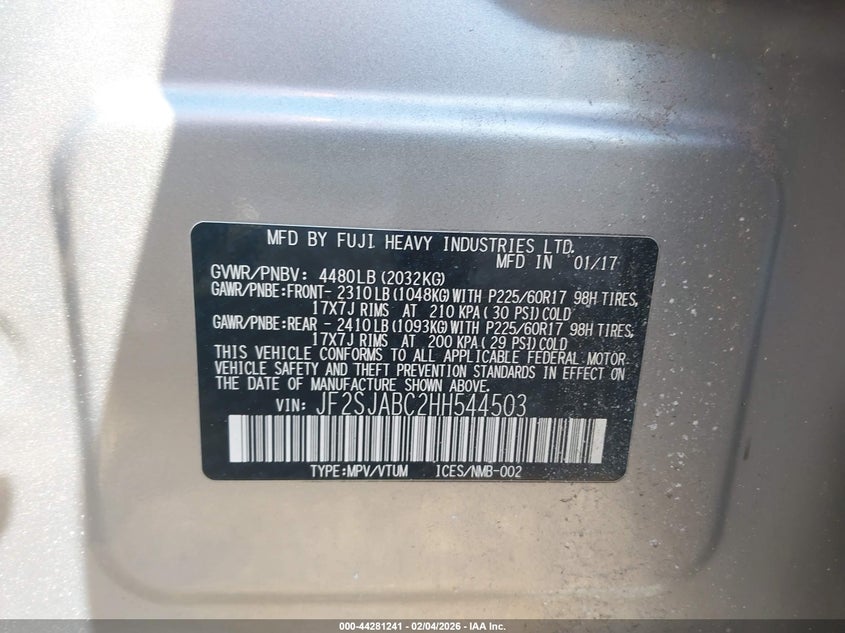 MFD BY FUJI HEAVY INDUSTRIES LTD.
MFD IN 01/17
GVWR/PNBV: 4480LB(2032KG)
GAWR/PNBE:FRONT- 2310LB(1048KG)WITH P225/60R17 98H TIRES,
17X7J RIMS AT 210 KPA( 30 PSI)COLD
GAWR/PNBE:REAR - 2410LB(1093KG)WITH P225/60R17 98H TIRES,
17X7J RIMS AT 200 KPA( 29 PSI)COLD
THIS VEHICLE CONFORMS TO ALL APPLICABLE FEDERAL MOTOR
VEHICLE SAFETY AND THEFT PREVENTION STANDARDS IN EFFECT ON
THE DATE OF MANUFACTURE SHOWN ABOVE.
VIN: JF2SJABC2HH544503
TYPE:MPV/VTUM ICES/NMB-002
000-44281241 - 02/04/2026 - IAA Inc.